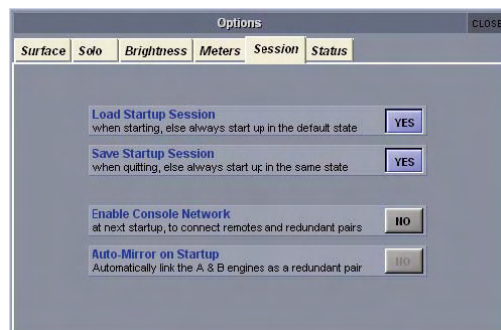 Options
CLOSE
Surface Solo Brightness Meters Session Status
Load Startup Session
when starting, else always start up in the default state
YES
Save Startup Session
when quitting, else always start up in the same state
YES
Enable Console Network
at next startup, to connect remotes and redundant pairs
NO
Auto-Mirror on Startup
Automatically link the A & B engines as a redundant pair
NO